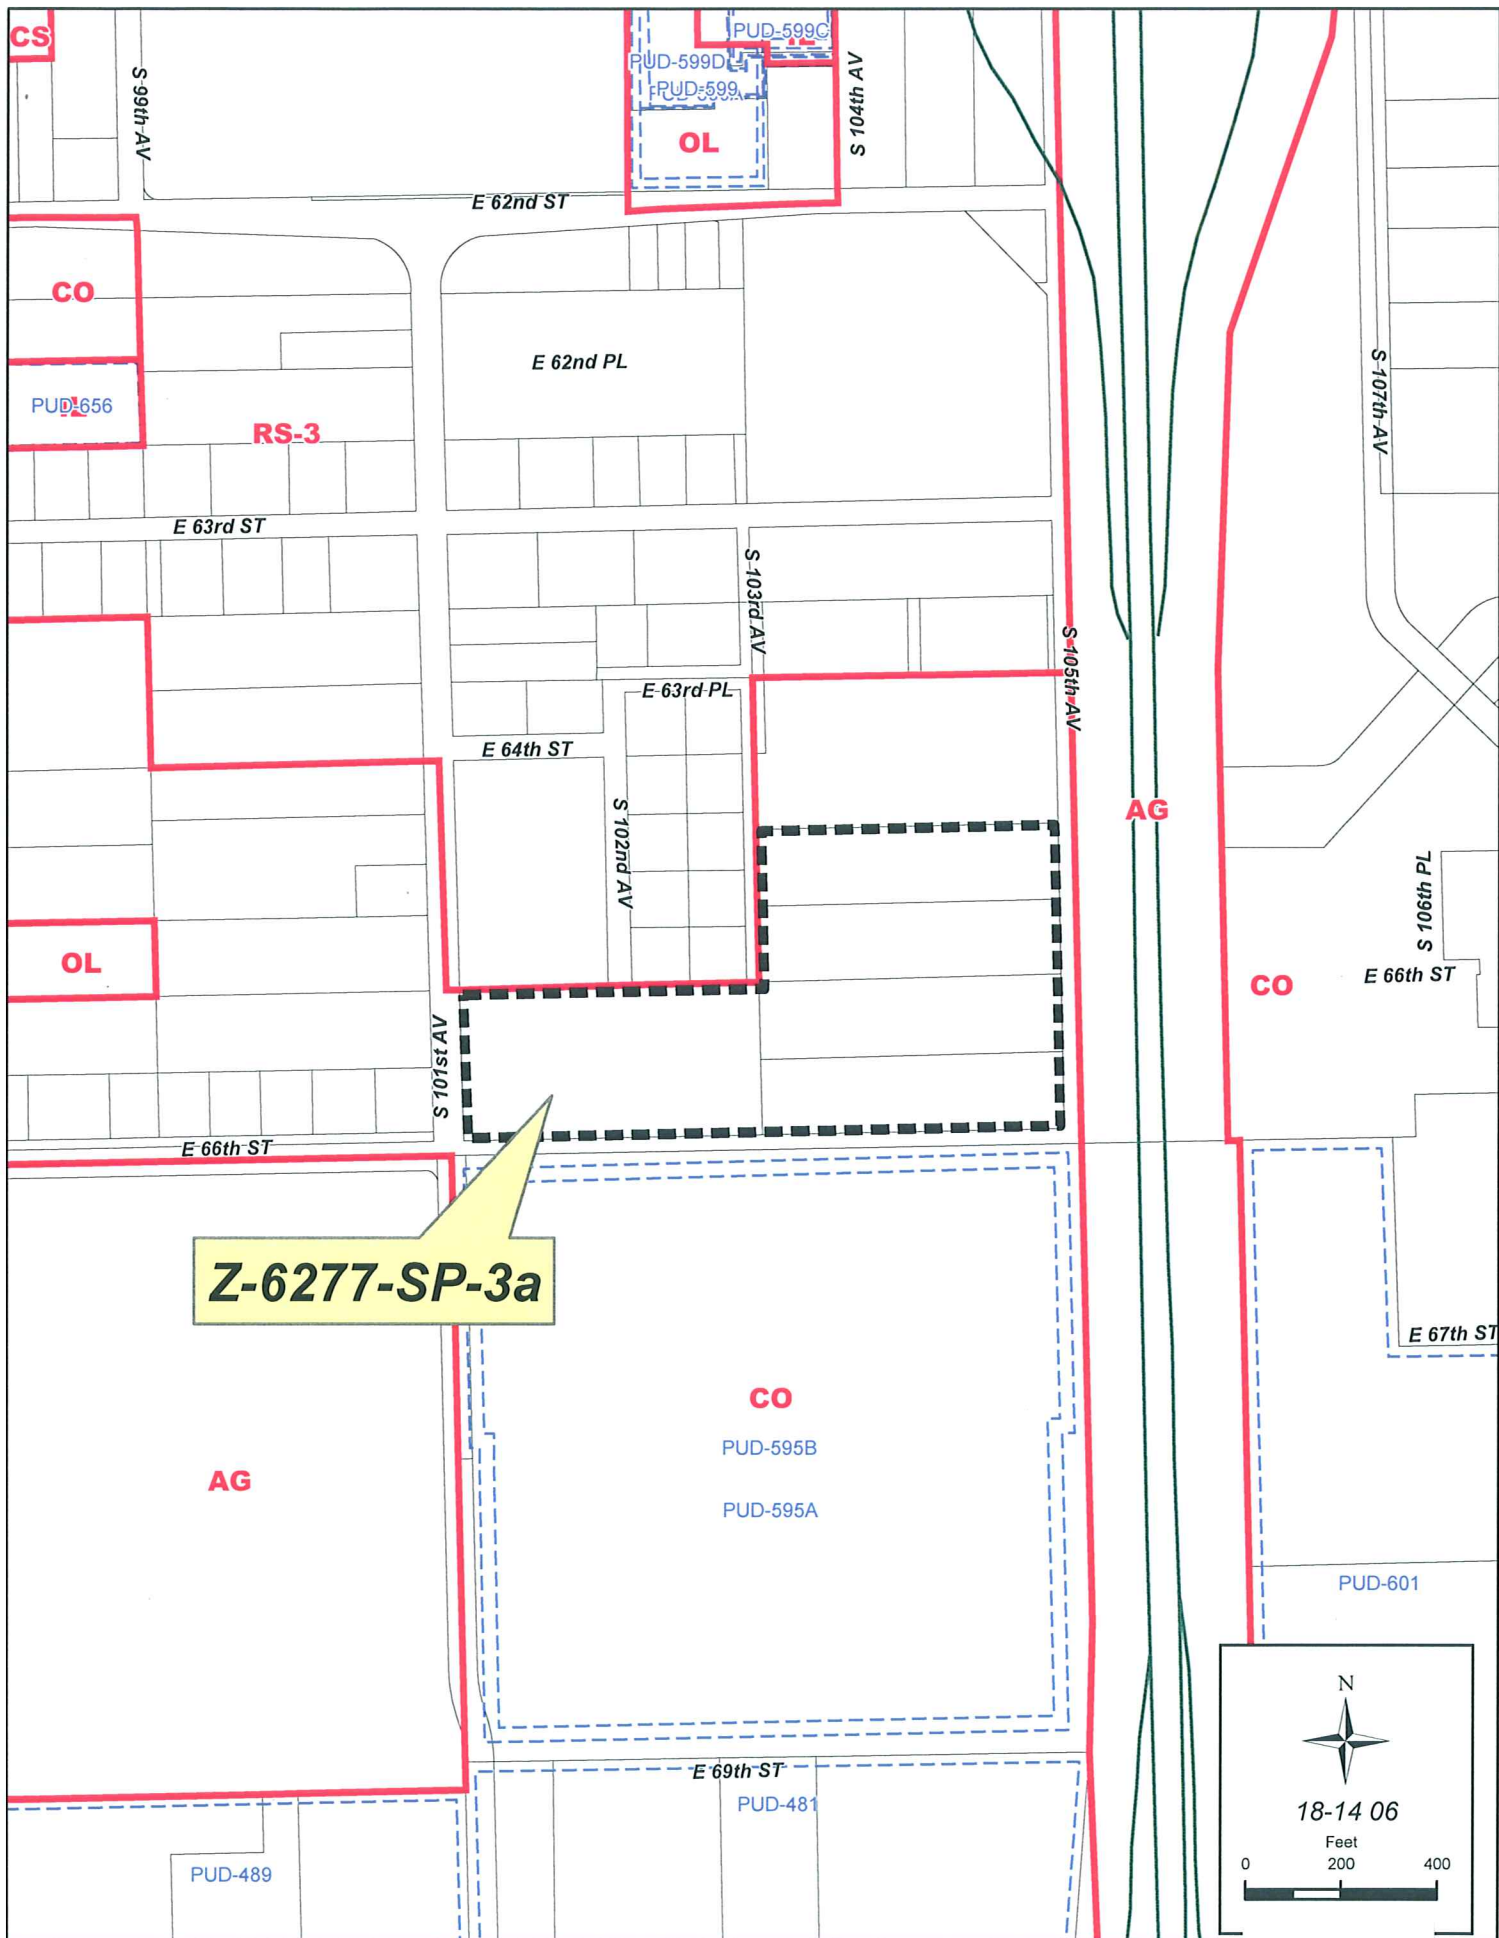 CS
S 99th AV
PUD-599C
PUD-599D
PUD-599
OL
S 104th AV
E 62nd ST
CO
E 62nd PL
S 107th AV
PUD-656
RS-3
E 63rd ST
S 103rd AV
S 105th AV
E 63rd PL
E 64th ST
S 102nd AV
AG
S 106th PL
OL
E 66th ST
CO
S 101st AV
E 66th ST
Z-6277-SP-3a
E 67th ST
CO
PUD-595B
AG
PUD-595A
PUD-601
N
E 69th ST
PUD-481
18-14 06
Feet
0 200 400
PUD-489